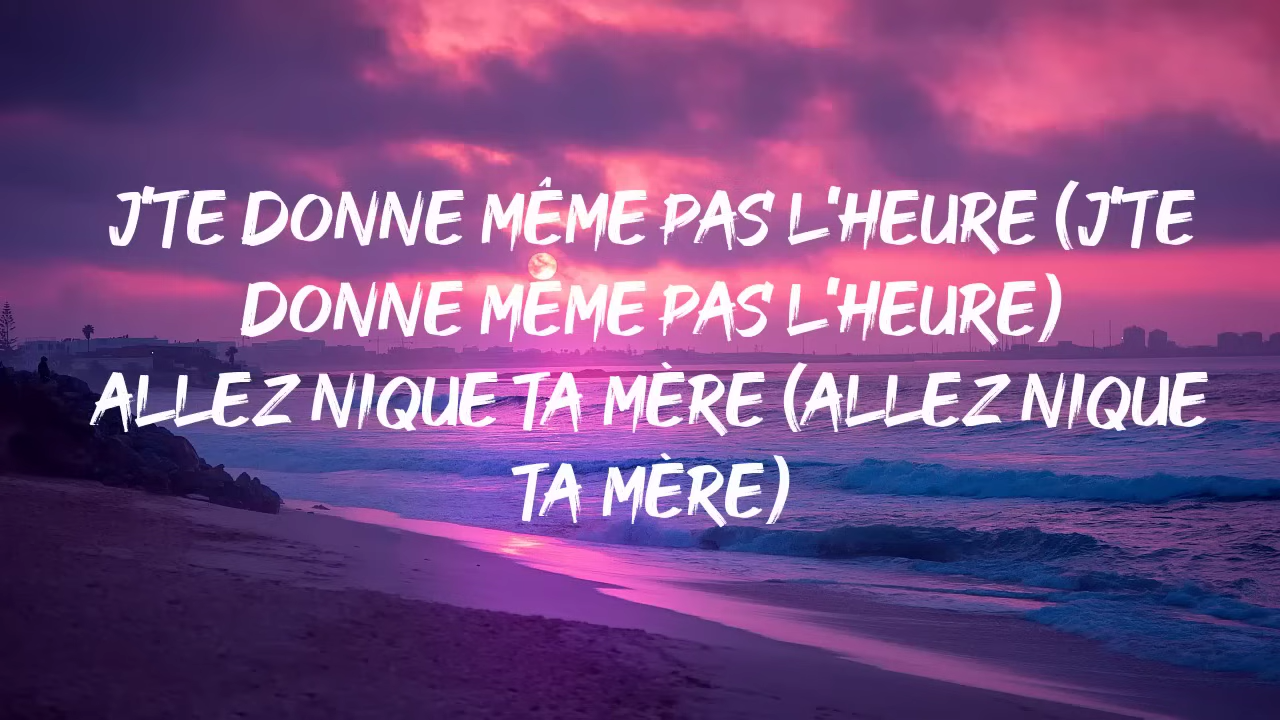 J'TE DONNE MÊME PAS L'HEURE (J'TE
DONNE MÊME PAS L'HEURE)
ALLEZ NIQUE TA MÈRE (ALLEZ NIQUE
TA MÈRE)